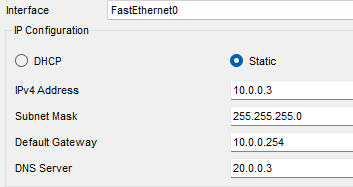 Interface FastEthernet0
IP Configuration
DHCP Static
IPv4 Address 10.0.0.3
Subnet Mask 255.255.255.0
Default Gateway 10.0.0.254
DNS Server 20.0.0.3